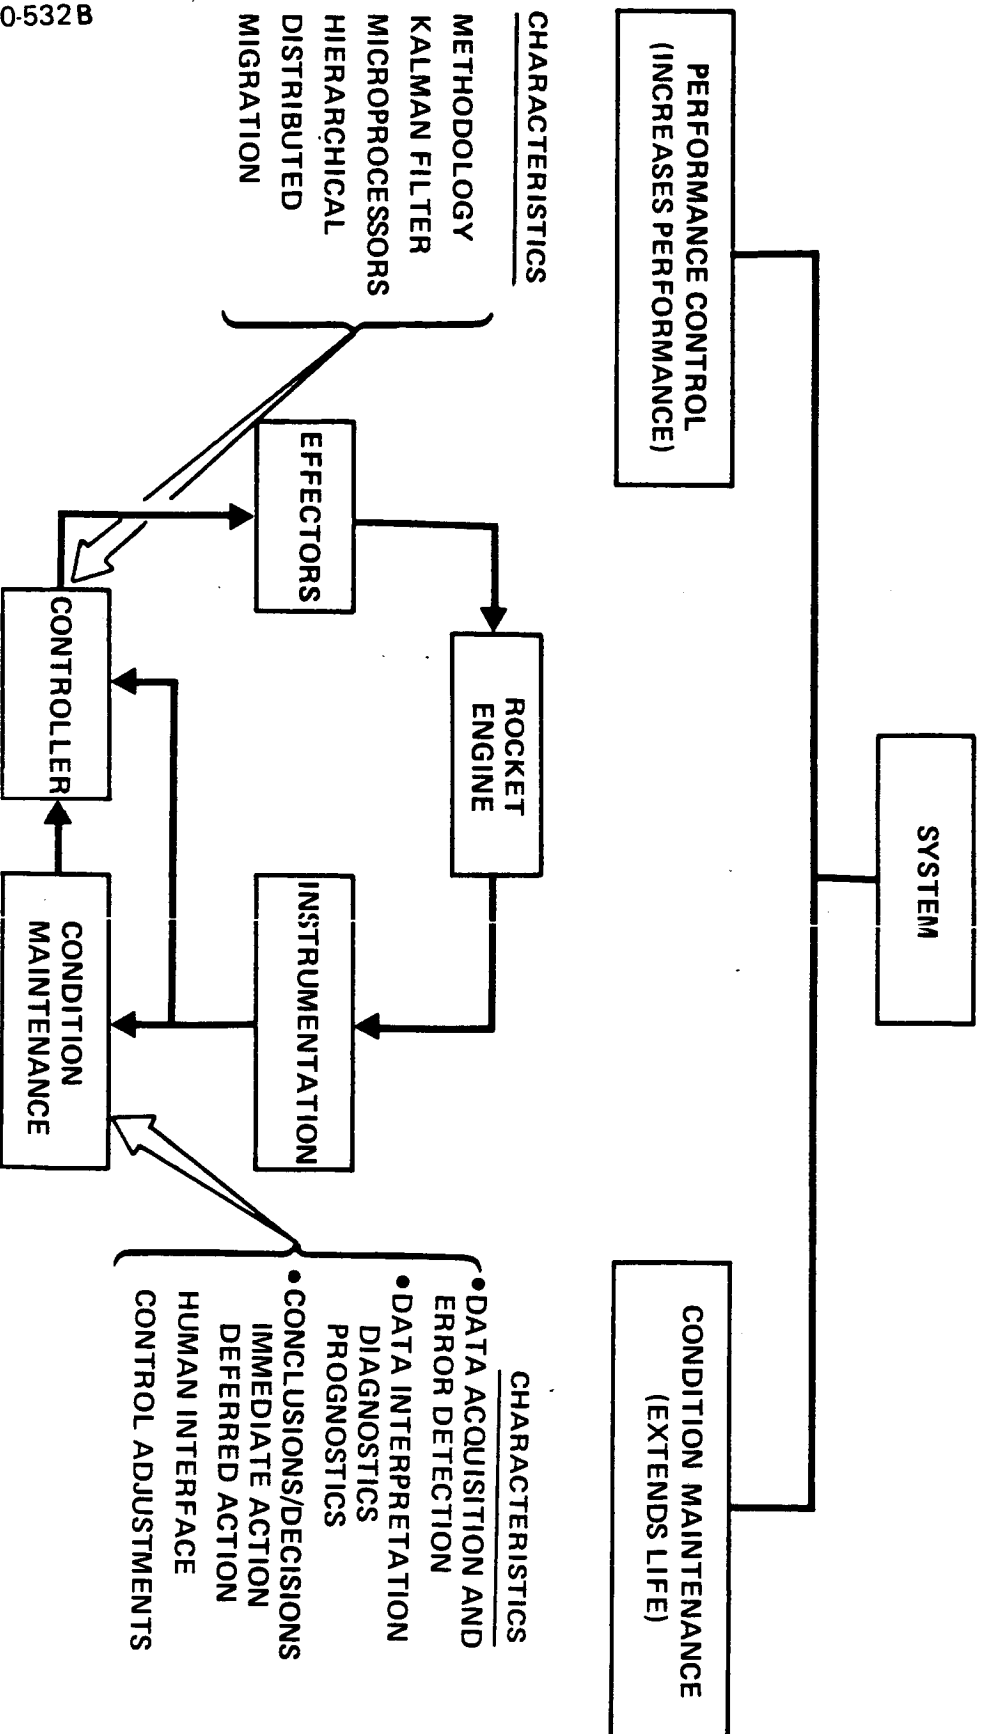 SYSTEM
PERFORMANCE CONTROL
(INCREASES PERFORMANCE)
CONDITION MAINTENANCE
(EXTENDS LIFE)
CHARACTERISTICS
METHODOLOGY
KALMAN FILTER
MICROPROCESSORS
HIERARCHICAL
DISTRIBUTED
MIGRATION
EFFECTORS
ROCKET
ENGINE
INSTRUMENTATION
CONTROLLER
CONDITION
MAINTENANCE
CHARACTERISTICS
•DATA ACQUISITION AND
ERROR DETECTION
•DATA INTERPRETATION
DIAGNOSTICS
PROGNOSTICS
•CONCLUSIONS/DECISIONS
IMMEDIATE ACTION
DEFERRED ACTION
HUMAN INTERFACE
CONTROL ADJUSTMENTS
0-532B